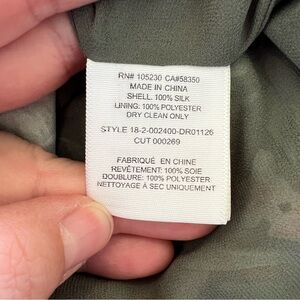 RN# 105230 CA#58350
MADE IN CHINA
SHELL: 100% SILK
LINING: 100% POLYESTER
DRY CLEAN ONLY
STYLE 18-2-002400-DR01126
CUT 000269
FABRIQUÉ EN CHINE
REVÊTEMENT: 100% SOIE
DOUBLURE: 100% POLYESTER
NETTOYAGE À SEC UNIQUEMENT